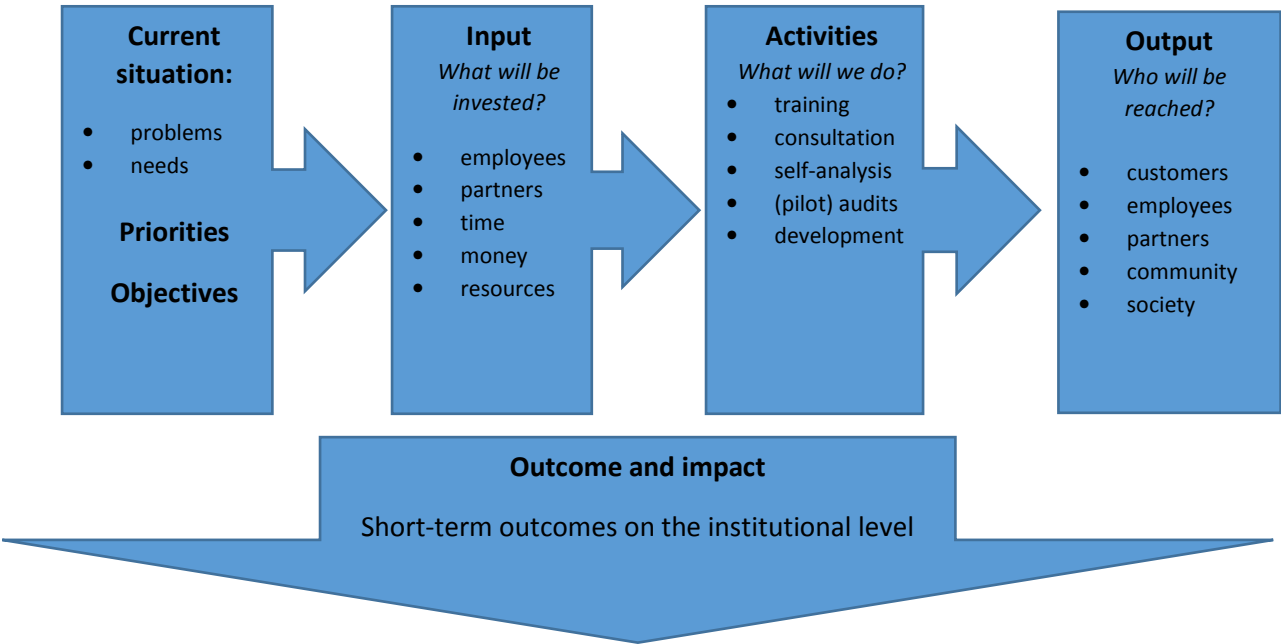 Current
situation:
• problems
• needs
Priorities
Objectives
Input
What will be
invested?
• employees
• partners
• time
• money
• resources
Activities
What will we do?
• training
• consultation
• self-analysis
• (pilot) audits
• development
Output
Who will be
reached?
• customers
• employees
• partners
• community
• society
Outcome and impact
Short-term outcomes on the institutional level